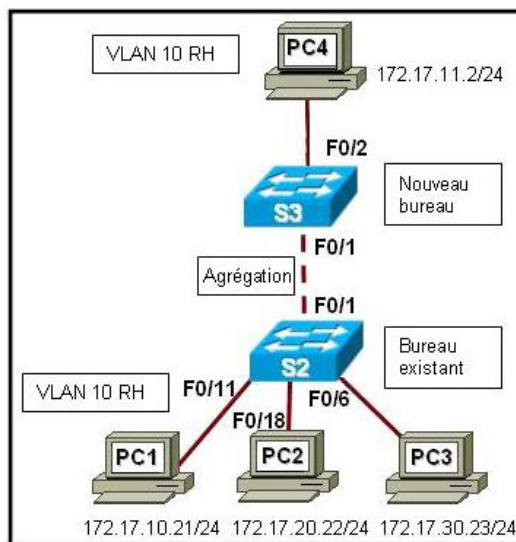 VLAN 10 RH
PC4
172.17.11.2/24
F0/2
S3
Nouveau
bureau
F0/1
Agrégation
F0/1
S2
Bureau
existant
VLAN 10 RH
F0/11
F0/18
F0/6
PC1
PC2
PC3
172.17.10.21/24
172.17.20.22/24
172.17.30.23/24